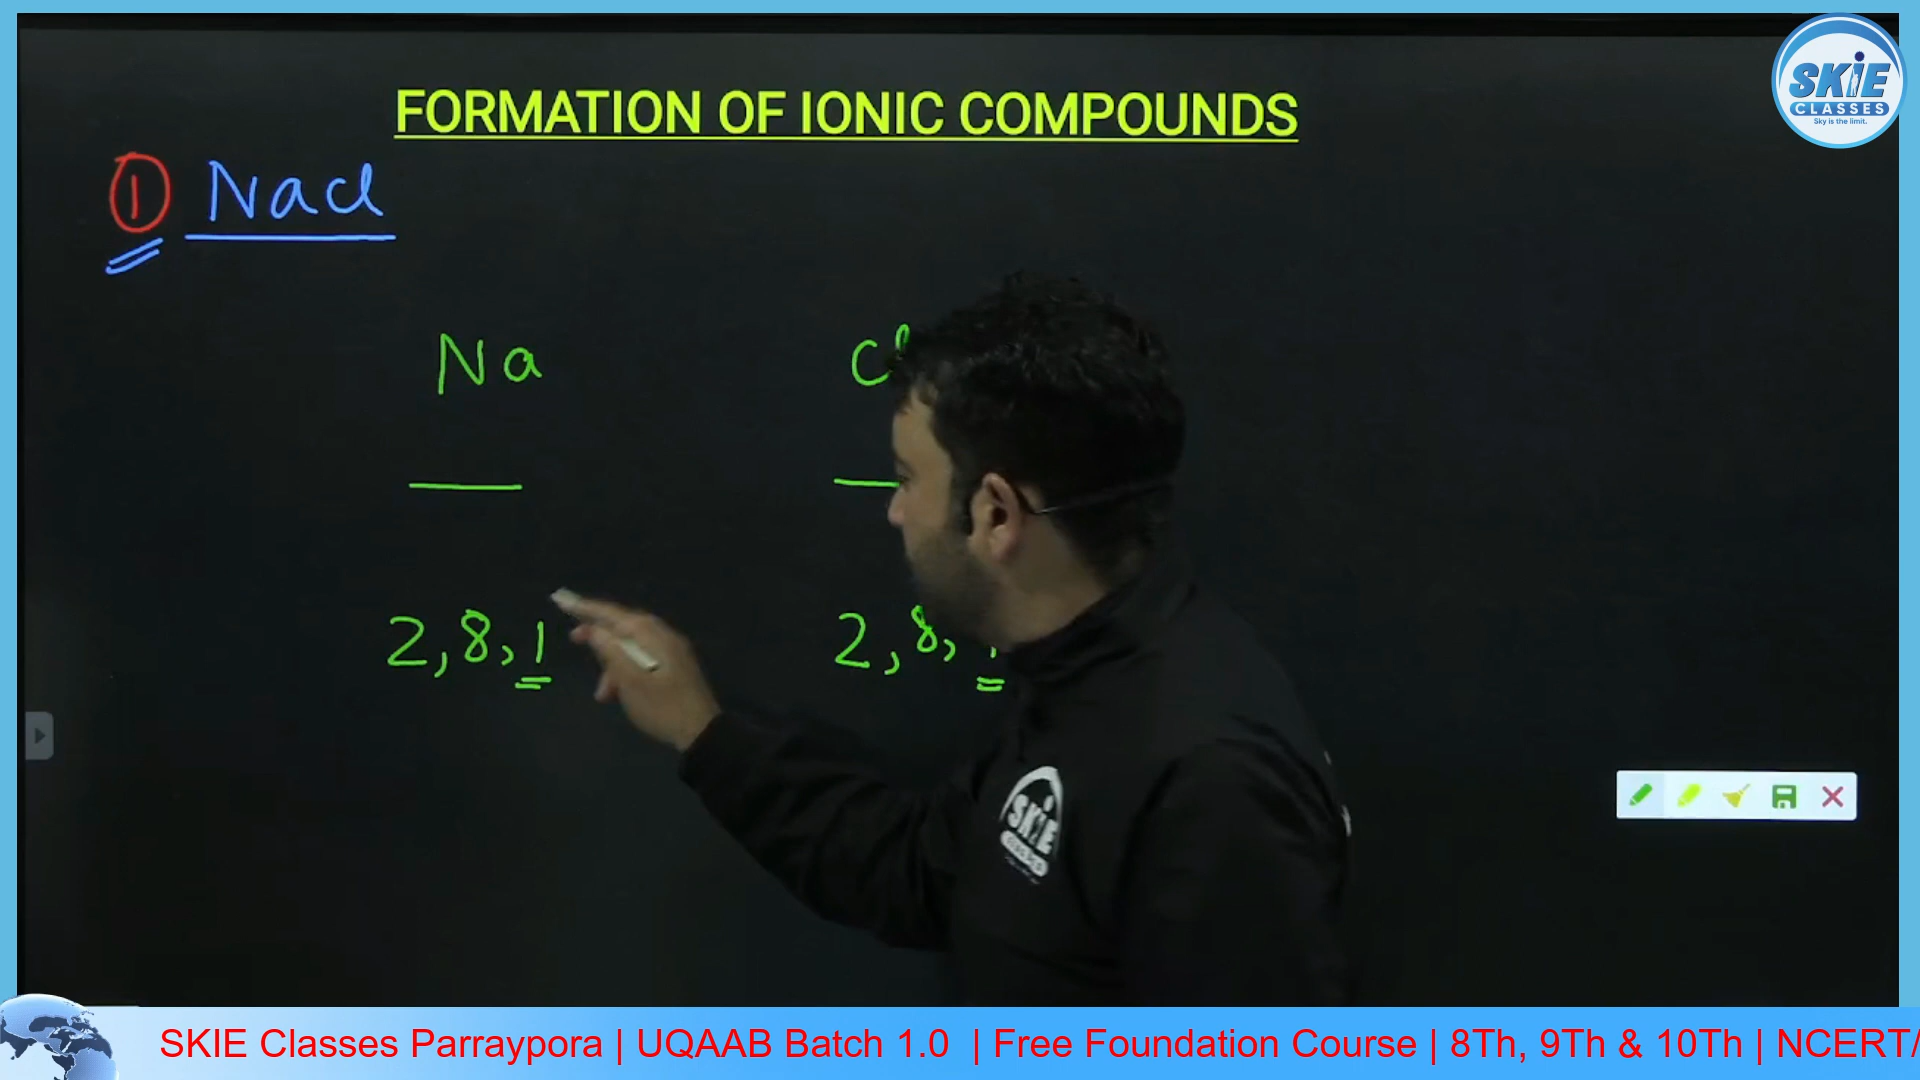 FORMATION OF IONIC COMPOUNDS
SKIE
CLASSES
Sky is the limit.
① NaCl
Na
2,8,1
2,8,
SKIE
SKIE Classes Parraypora | UQAAB Batch 1.0 | Free Foundation Course | 8Th, 9Th & 10Th | NCERT/